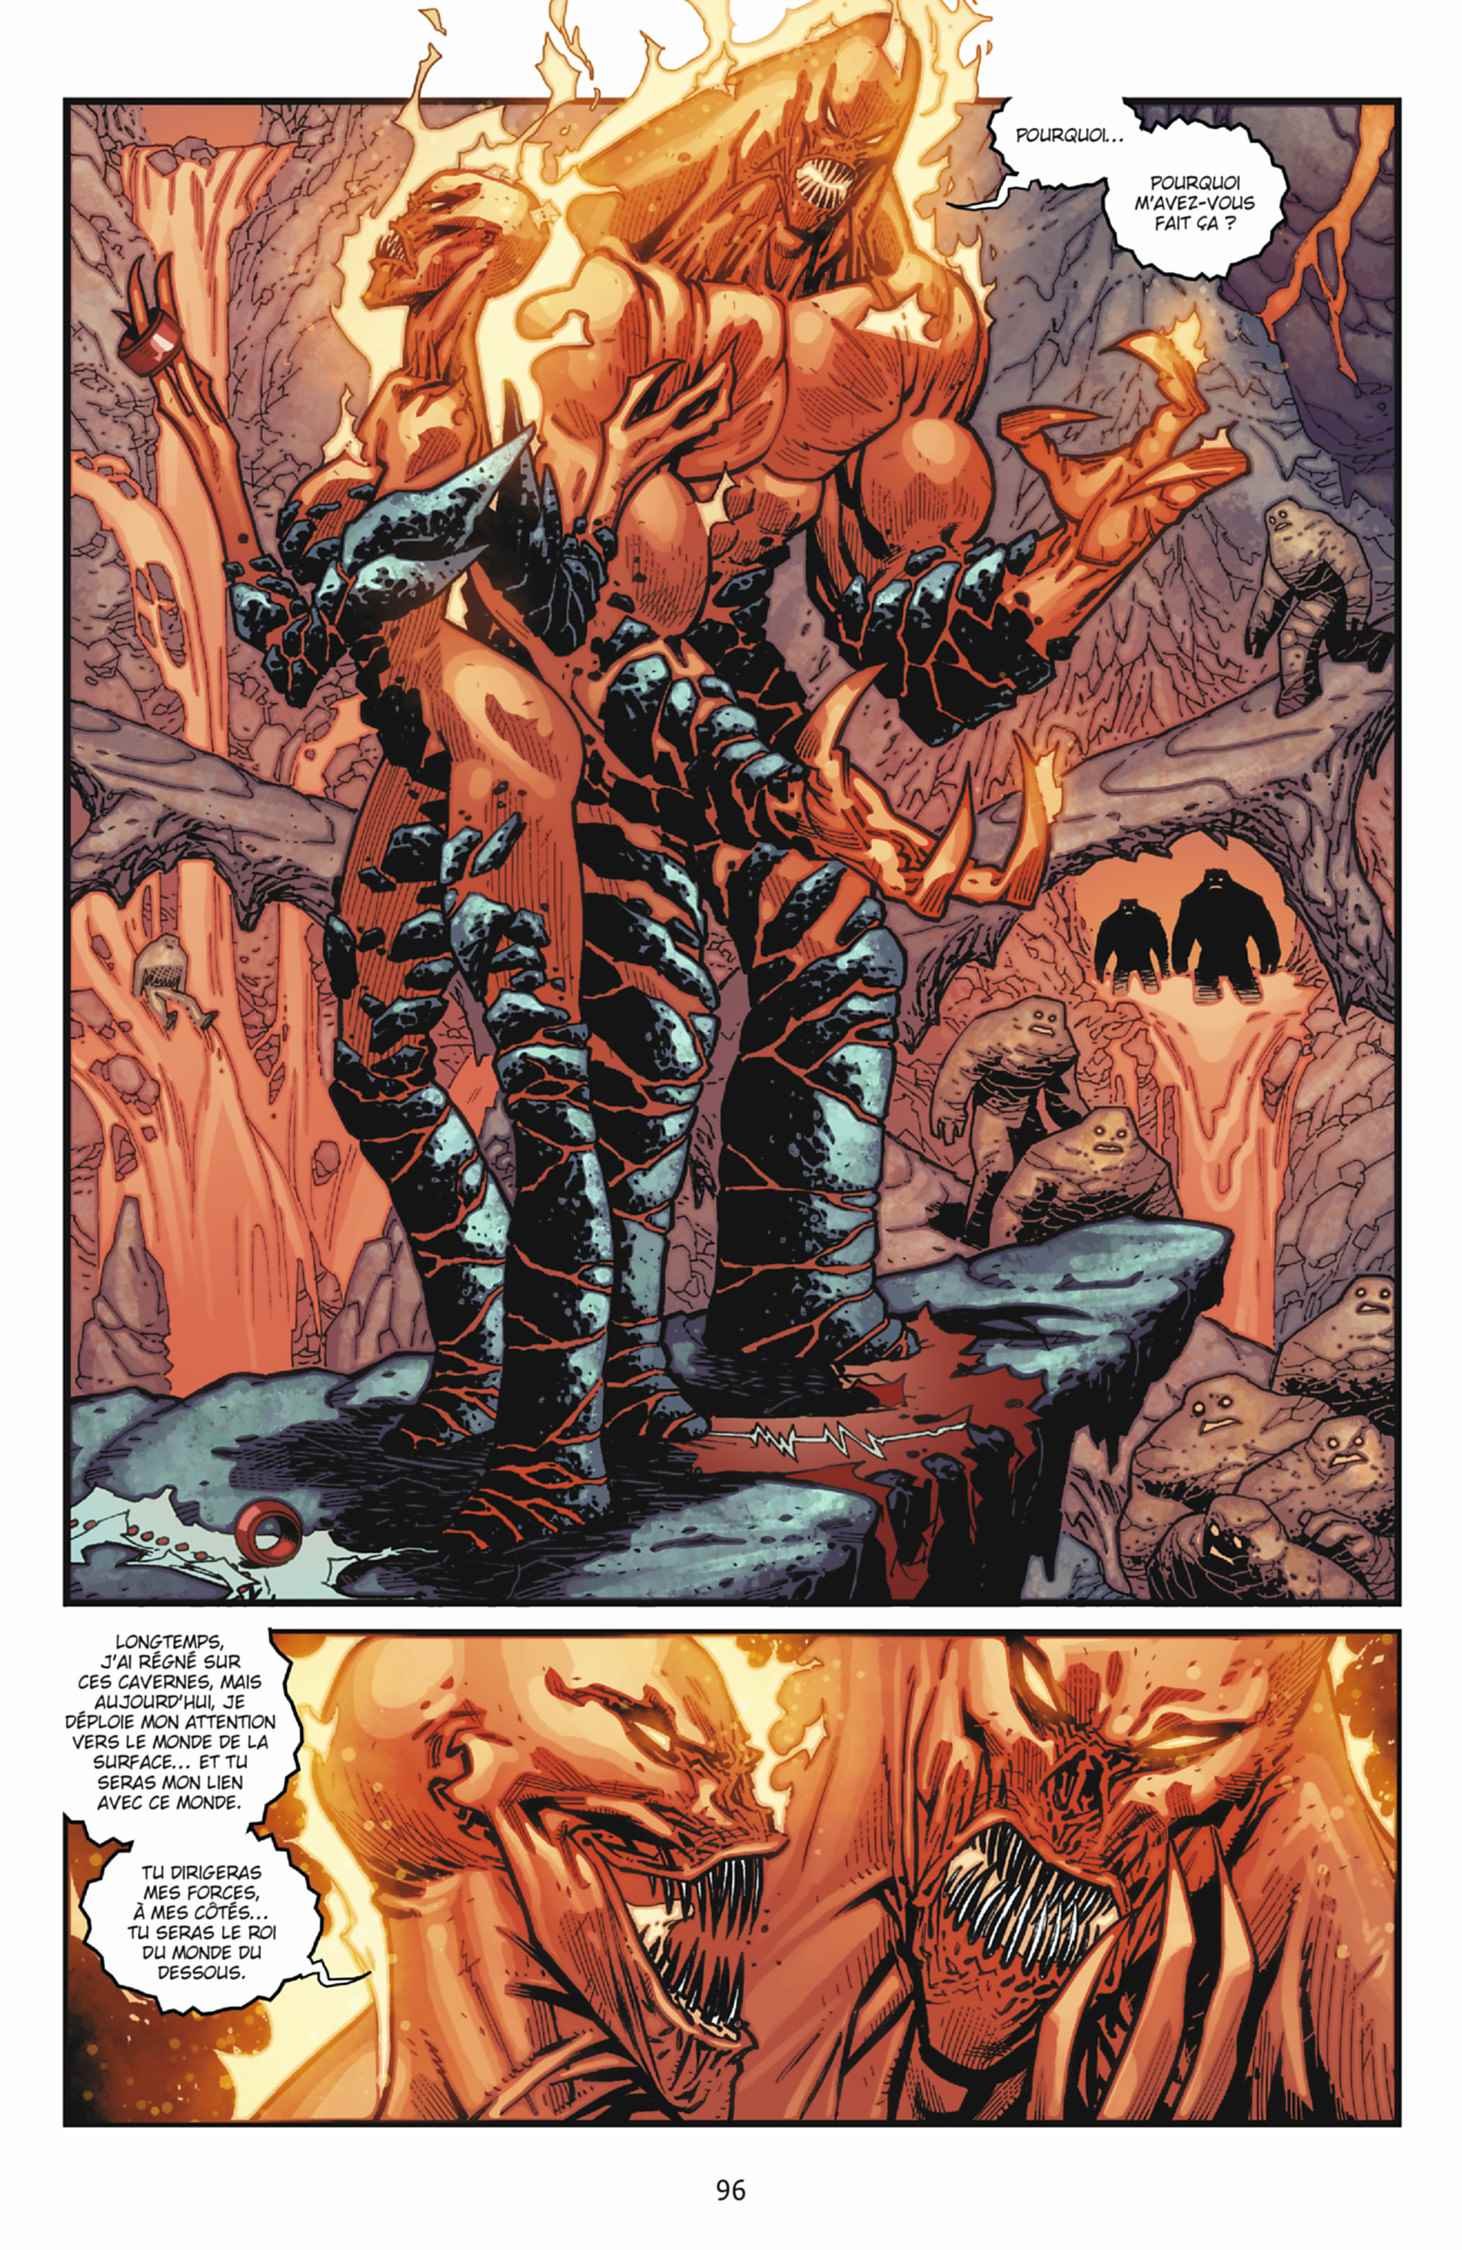 POURQUOI...
POURQUOI
M'AVEZ-VOUS
FAIT ÇA ?
LONGTEMPS,
J'AI RÉGNÉ SUR
CES CAVERNES, MAIS
AUJOURD'HUI, JE
DÉPLOIE MON ATTENTION
VERS LE MONDE DE LA
SURFACE... ET TU
SERAS MON LIEN
AVEC CE MONDE.
TU DIRIGERAS
MES FORCES,
À MES CÔTÉS...
TU SERAS LE ROI
DU MONDE DU
DESSOUS.
96